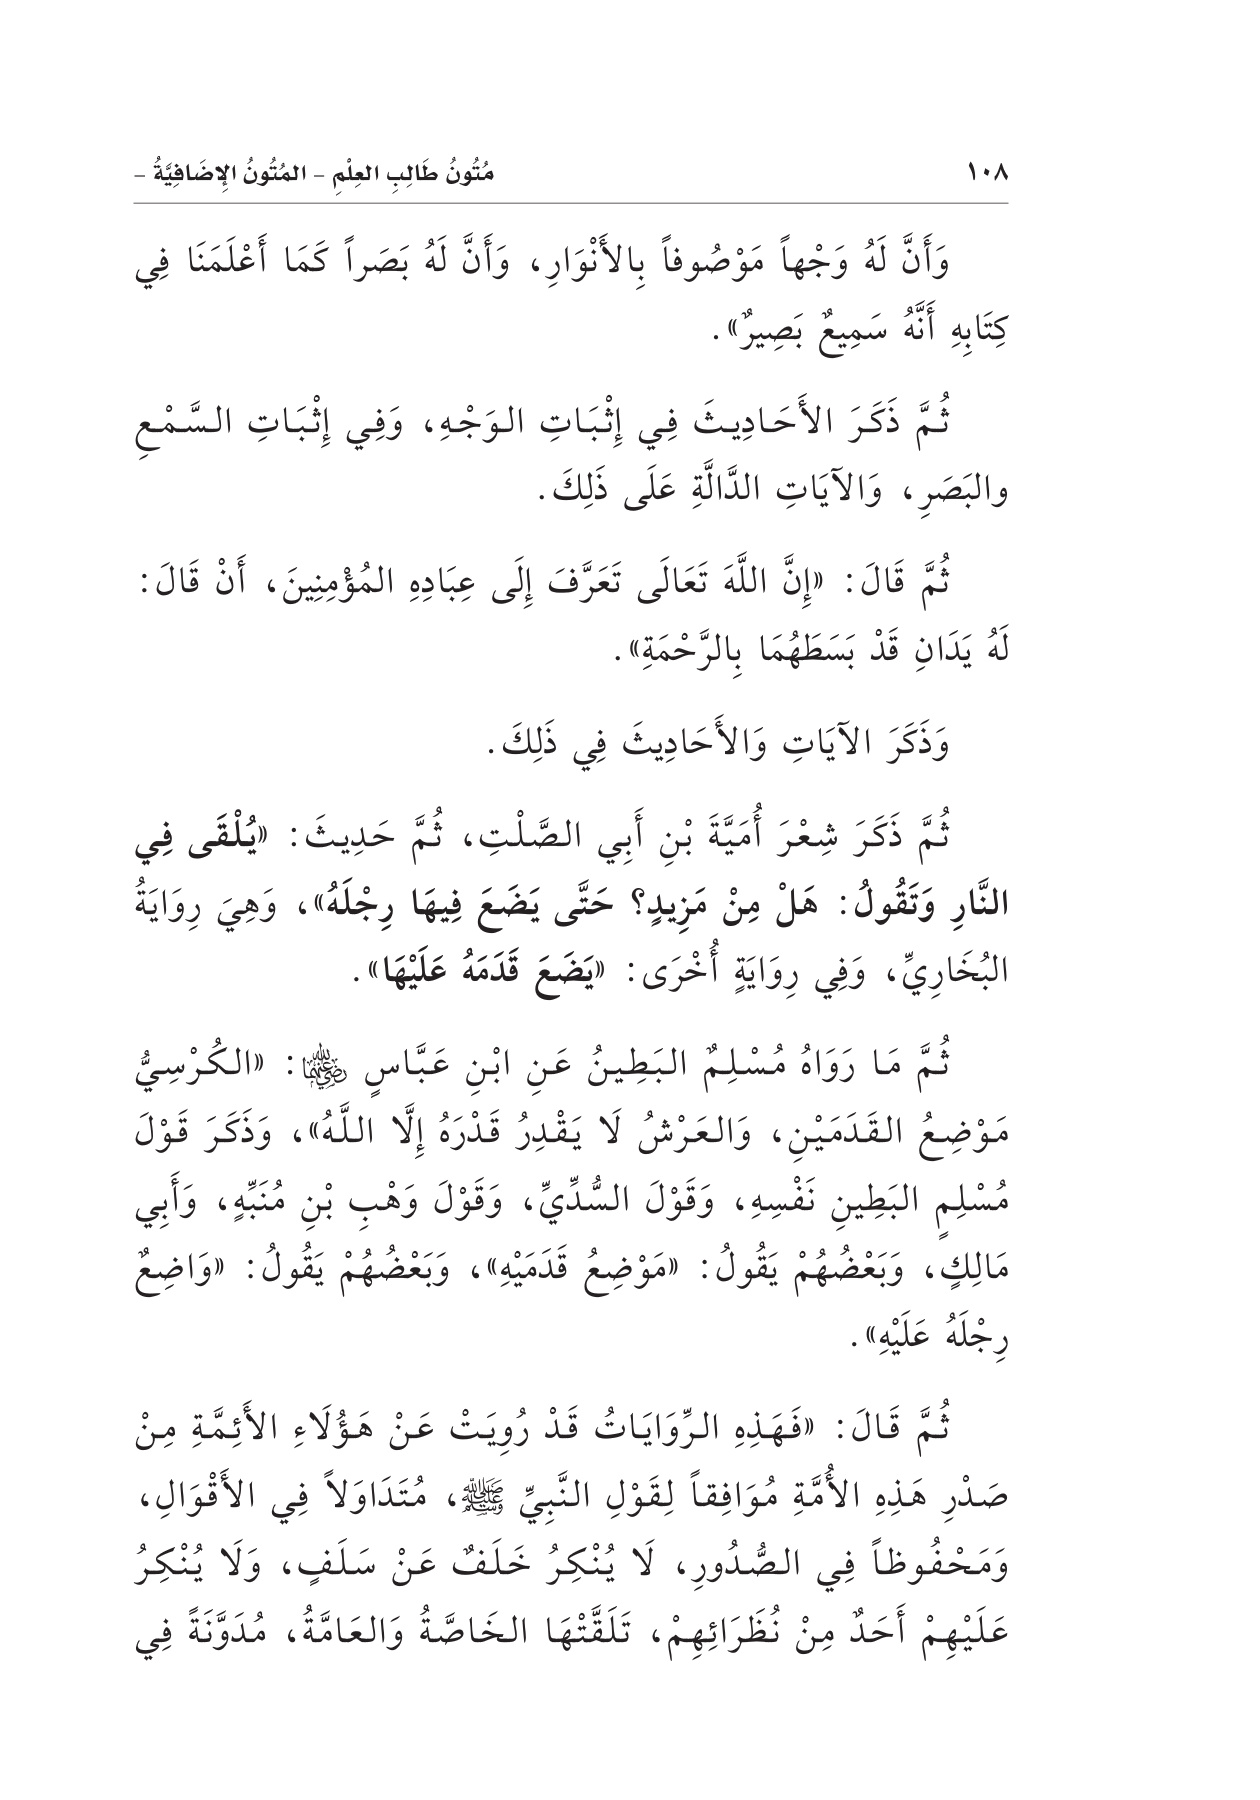 ١٠٨ مُتُونُ طَالِبِ العِلْمِ – المُتُونُ الإِضَافِيَّةُ –
وَأَنَّ لَهُ وَجْهاً مَوْصُوفاً بِالأَنْوَارِ، وَأَنَّ لَهُ بَصَراً كَمَا أَعْلَمَنَا فِي
كِتَابِهِ أَنَّهُ سَمِيعٌ بَصِيرٌ».
ثُمَّ ذَكَرَ الأَحَادِيثَ فِي إِثْبَاتِ الوَجْهِ، وَفِي إِثْبَاتِ السَّمْعِ
والبَصَرِ، وَالآيَاتِ الدَّالَّةِ عَلَى ذَلِكَ.
ثُمَّ قَالَ: «إِنَّ اللَّهَ تَعَالَى تَعَرَّفَ إِلَى عِبَادِهِ المُؤْمِنِينَ، أَنْ قَالَ:
لَهُ يَدَانِ قَدْ بَسَطَهُمَا بِالرَّحْمَةِ».
وَذَكَرَ الآيَاتِ وَالأَحَادِيثَ فِي ذَلِكَ.
ثُمَّ ذَكَرَ شِعْرَ أُمَيَّةَ بْنِ أَبِي الصَّلْتِ، ثُمَّ حَدِيثَ: «يُلْقَى فِي
النَّارِ وَتَقُولُ: هَلْ مِنْ مَزِيدٍ؟ حَتَّى يَضَعَ فِيهَا رِجْلَهُ»، وَهِيَ رِوَايَةُ
البُخَارِيِّ، وَفِي رِوَايَةٍ أُخْرَى: «يَضَعَ قَدَمَهُ عَلَيْهَا».
ثُمَّ مَا رَوَاهُ مُسْلِمٌ البَطِينُ عَنِ ابْنِ عَبَّاسٍ رضي الله عنهما: «الكُرْسِيُّ
مَوْضِعُ القَدَمَيْنِ، وَالعَرْشُ لَا يَقْدِرُ قَدْرَهُ إِلَّا اللَّهُ»، وَذَكَرَ قَوْلَ
مُسْلِمٍ البَطِينِ نَفْسِهِ، وَقَوْلَ السُّدِّيِّ، وَقَوْلَ وَهْبِ بْنِ مُنَبِّهٍ، وَأَبِي
مَالِكٍ، وَبَعْضُهُمْ يَقُولُ: «مَوْضِعُ قَدَمَيْهِ»، وَبَعْضُهُمْ يَقُولُ: «وَاضِعٌ
رِجْلَهُ عَلَيْهِ».
ثُمَّ قَالَ: «فَهَذِهِ الرِّوَايَاتُ قَدْ رُوِيَتْ عَنْ هَؤُلَاءِ الأَئِمَّةِ مِنْ
صَدْرِ هَذِهِ الأُمَّةِ مُوَافِقاً لِقَوْلِ النَّبِيِّ ﷺ، مُتَدَاوَلاً فِي الأَقْوَالِ،
وَمَحْفُوظاً فِي الصُّدُورِ، لَا يُنْكِرُ خَلَفٌ عَنْ سَلَفٍ، وَلَا يُنْكِرُ
عَلَيْهِمْ أَحَدٌ مِنْ نُظَرَائِهِمْ، تَلَقَّتْهَا الخَاصَّةُ وَالعَامَّةُ، مُدَوَّنَةً فِي